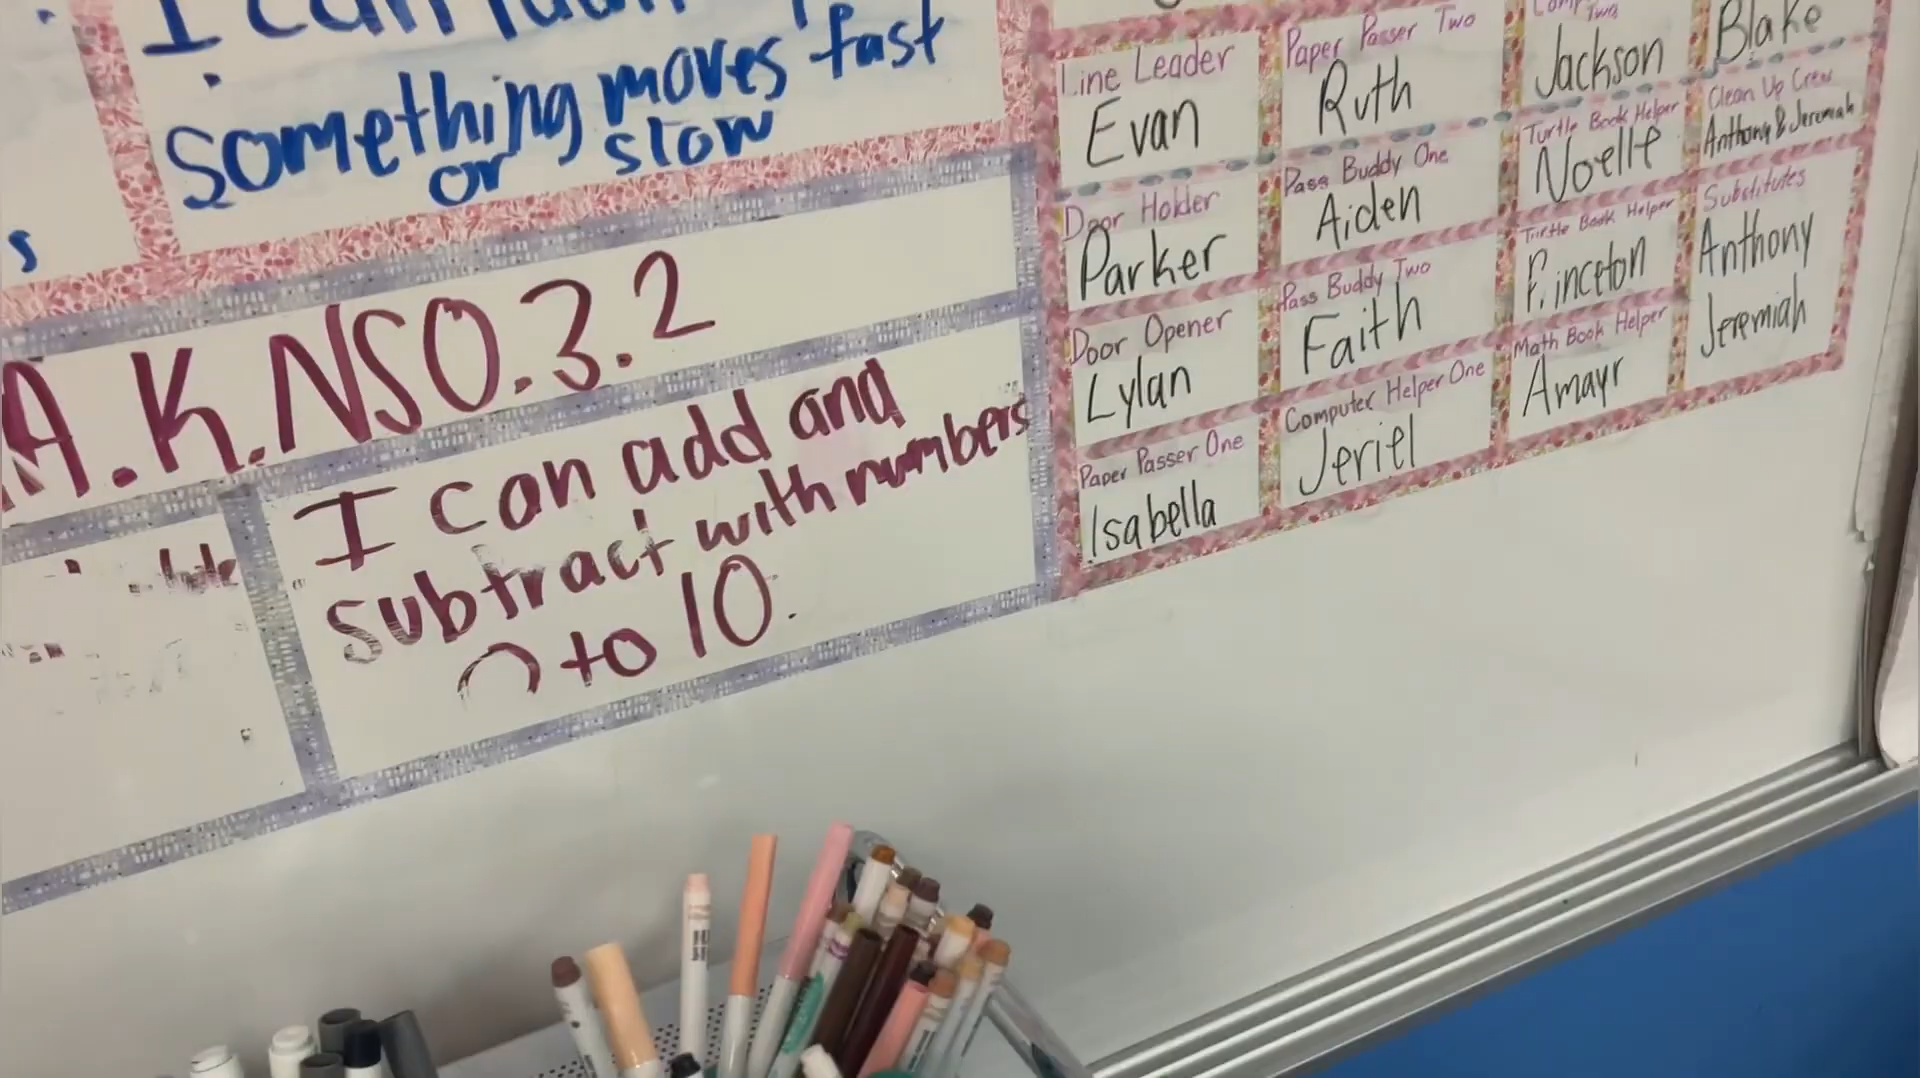 something moves fast
or slow
A.K.NSO.3.2
I can add and
subtract with numbers
0 to 10.
Line Leader
Evan
Door Holder
Parker
Door Opener
Lylan
Paper Passer One
Isabella
Paper Passer Two
Ruth
Pass Buddy One
Aiden
Pass Buddy Two
Faith
Computer Helper One
Jeriel
Two
Jackson
Turtle Book Helper
Noelle
Turtle Book Helper
Princeton
Math Book Helper
Amayr
Blake
Clean Up Crew
Anthony & Jeremiah
Substitutes
Anthony
Jeremiah